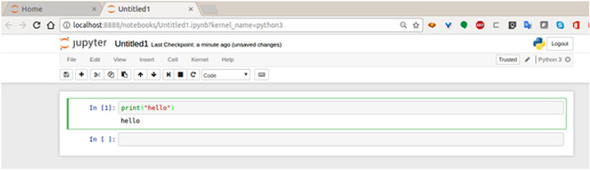 Home
Untitled1
localhost:8888/notebooks/Untitled1.ipynb?kernel_name=python3
jupyter Untitled1 Last Checkpoint: a minute ago (unsaved changes)
Logout
File Edit View Insert Cell Kernel Help
Trusted Python 3
Code
In [1]: print("hello")
hello
In [ ]: